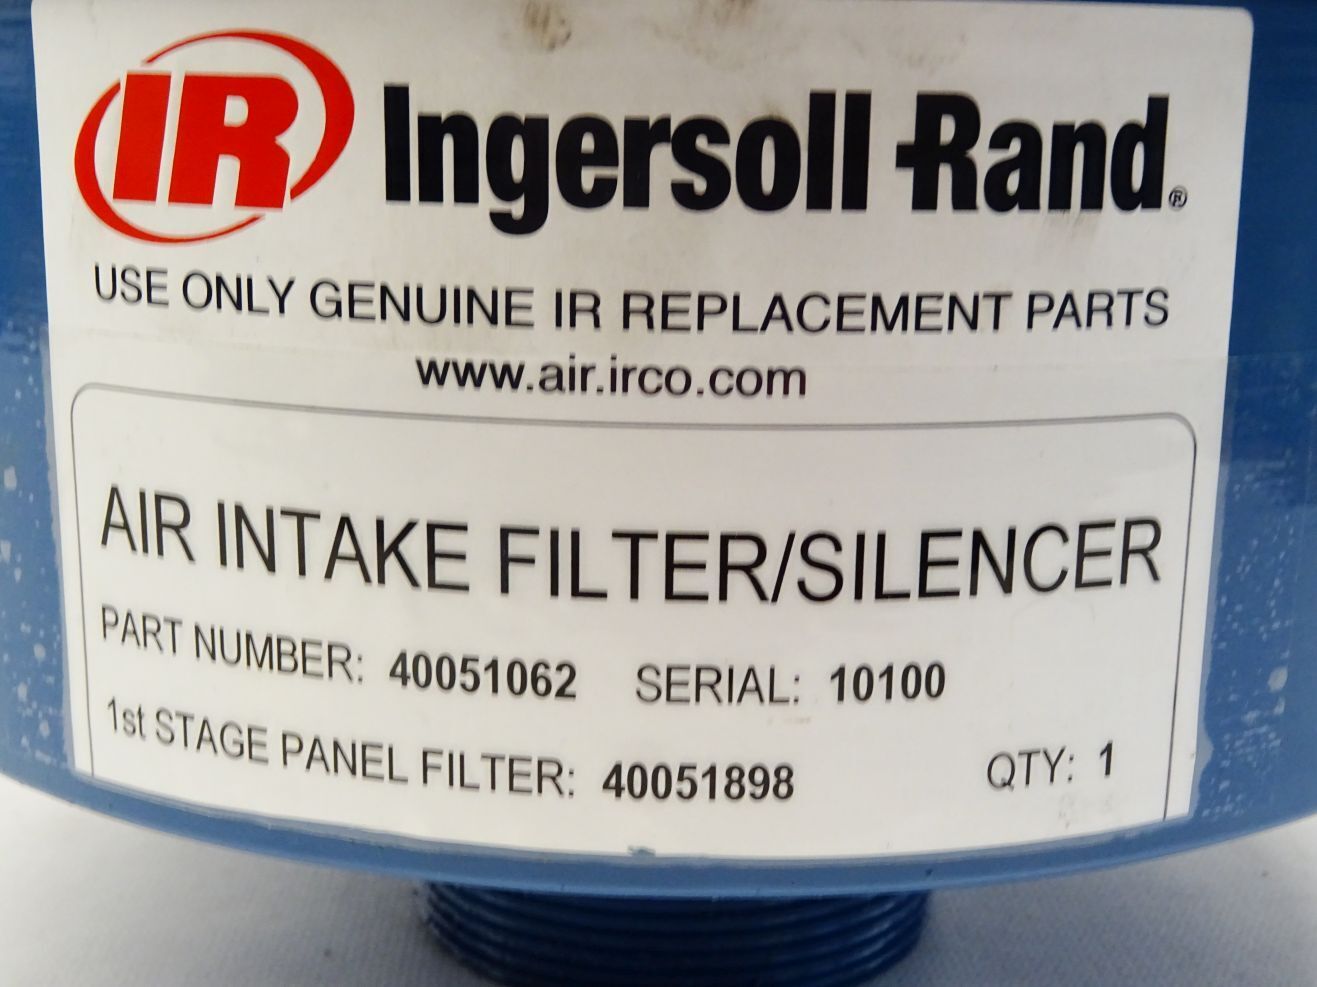 IR Ingersoll Rand®
USE ONLY GENUINE IR REPLACEMENT PARTS
www.air.irco.com
AIR INTAKE FILTER/SILENCER
PART NUMBER: 40051062 SERIAL: 10100
1st STAGE PANEL FILTER: 40051898 QTY: 1